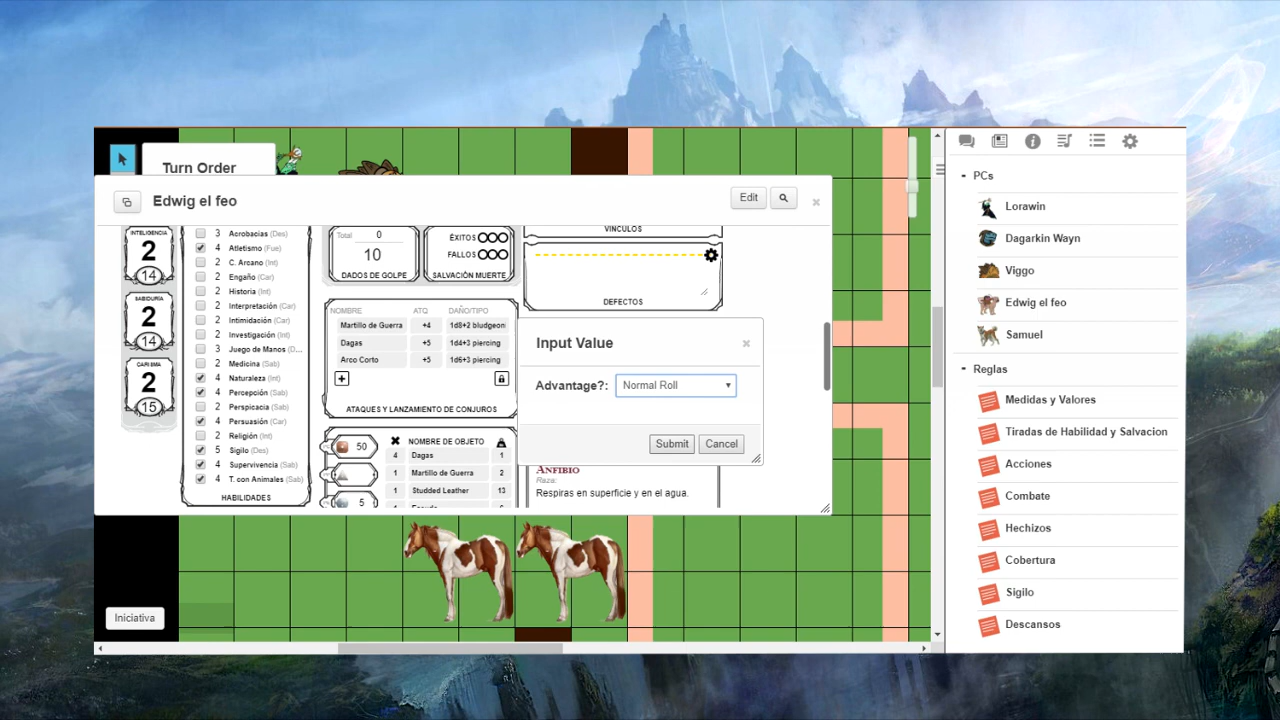 Turn Order
Edwig el feo
Edit
INTELIGENCIA
2
14
SABIDURÍA
2
14
CARISMA
2
15
3 Acrobacias (Des)
4 Atletismo (Fue)
2 C. Arcano (Int)
2 Engaño (Car)
2 Historia (Int)
2 Interpretación (Car)
2 Intimidación (Car)
2 Investigación (Int)
3 Juego de Manos (D...
2 Medicina (Sab)
4 Naturaleza (Int)
4 Percepción (Sab)
2 Perspicacia (Sab)
4 Persuasión (Car)
2 Religión (Int)
5 Sigilo (Des)
4 Supervivencia (Sab)
4 T. con Animales (Sab)
HABILIDADES
Total 0
10
DADOS DE GOLPE
ÉXITOS
FALLOS
SALVACIÓN MUERTE
VINCULOS
DEFECTOS
NOMBRE ATQ DAÑO/TIPO
Martillo de Guerra +4 1d8+2 bludgeoni
Dagas +5 1d4+3 piercing
Arco Corto +5 1d6+3 piercing
ATAQUES Y LANZAMIENTO DE CONJUROS
50
5
NOMBRE DE OBJETO
4 Dagas 1
1 Martillo de Guerra 2
1 Studded Leather 13
Input Value
Advantage?: Normal Roll
Submit Cancel
ANFIBIO
Raza:
Respiras en superficie y en el agua.
Iniciativa
PCs
Lorawin
Dagarkin Wayn
Viggo
Edwig el feo
Samuel
Reglas
Medidas y Valores
Tiradas de Habilidad y Salvacion
Acciones
Combate
Hechizos
Cobertura
Sigilo
Descansos